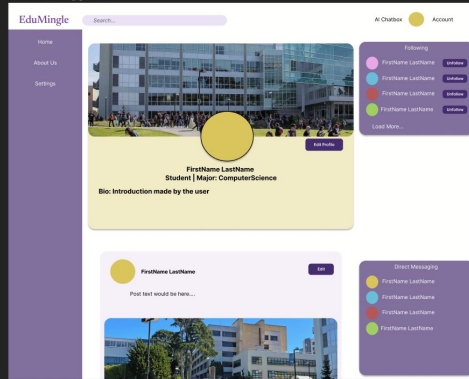 EduMingle
Search...
AI Chatbox
Account
Home
About Us
Settings
Following
FirstName LastName
Unfollow
FirstName LastName
Unfollow
FirstName LastName
Unfollow
FirstName LastName
Unfollow
Load More...
Edit Profile
FirstName LastName
Student | Major: ComputerScience
Bio: Introduction made by the user
FirstName LastName
Edit
Post text would be here....
Direct Messaging
FirstName LastName
FirstName LastName
FirstName LastName
FirstName LastName